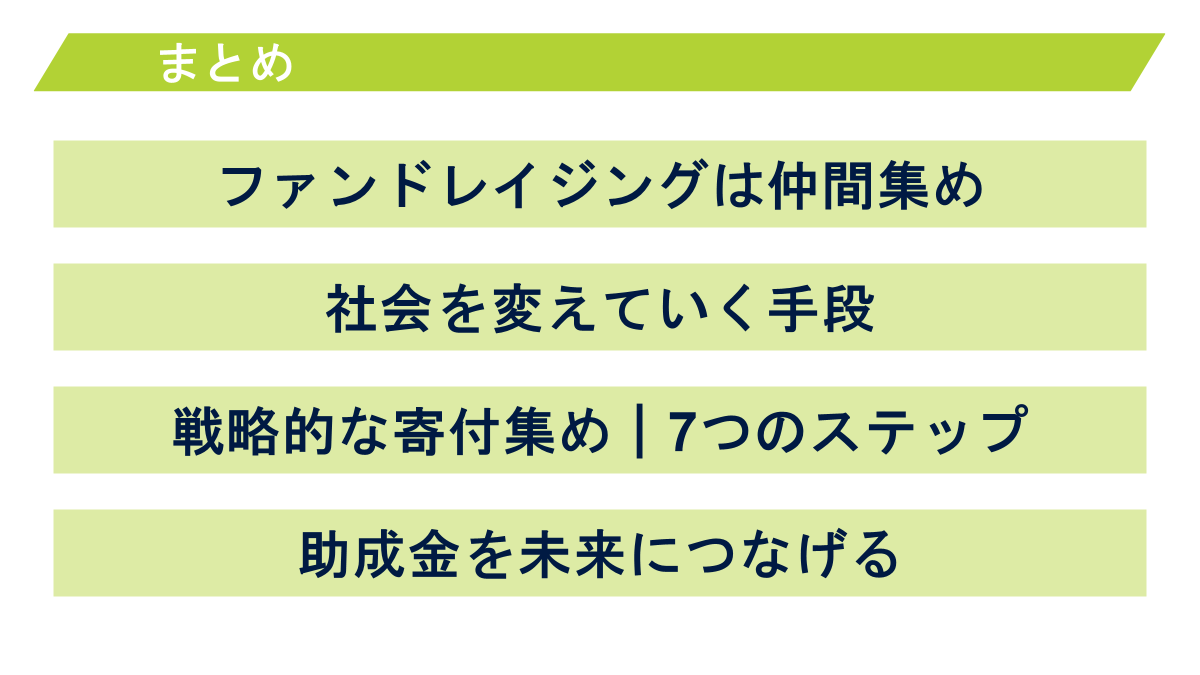 まとめ
ファンドレイジングは仲間集め
社会を変えていく手段
戦略的な寄付集め｜7つのステップ
助成金を未来につなげる